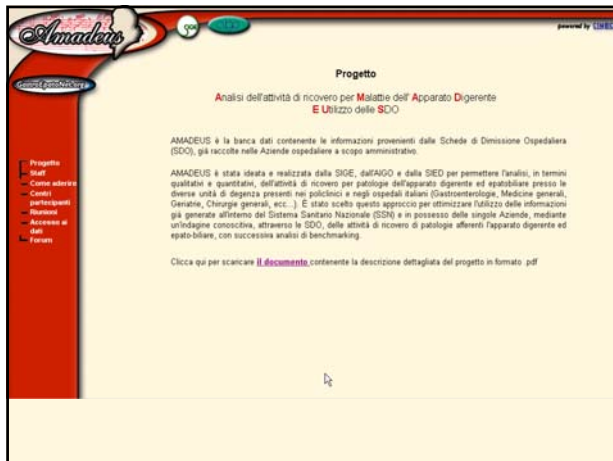 Amadeus
SDO
powered by CINECA
GastroEpatoNet.org
Progetto
Analisi dell'attività di ricovero per Malattie dell' Apparato Digerente
E Utilizzo delle SDO
AMADEUS è la banca dati contenente le informazioni provenienti dalle Schede di Dimissione Ospedaliera
(SDO), già raccolte nelle Aziende ospedaliere a scopo amministrativo.
AMADEUS è stata ideata e realizzata dalla SIGE, dall'AIGO e dalla SIED per permettere l'analisi, in termini
qualitativi e quantitativi, dell'attività di ricovero per patologie dell'apparato digerente ed epatobiliare presso le
diverse unità di degenza presenti nei policlinici e negli ospedali italiani (Gastroenterologie, Medicine generali,
Geriatrie, Chirurgie generali, ecc...). È stato scelto questo approccio per ottimizzare l'utilizzo delle informazioni
già generate all'interno del Sistema Sanitario Nazionale (SSN) e in possesso delle singole Aziende, mediante
un'indagine conoscitiva, attraverso le SDO, delle attività di ricovero di patologie afferenti l'apparato digerente ed
epato-biliare, con successiva analisi di benchmarking.
Clicca qui per scaricare il documento contenente la descrizione dettagliata del progetto in formato .pdf
Progetto
Staff
Come aderire
Centri
partecipanti
Riunioni
Accesso ai
dati
Forum